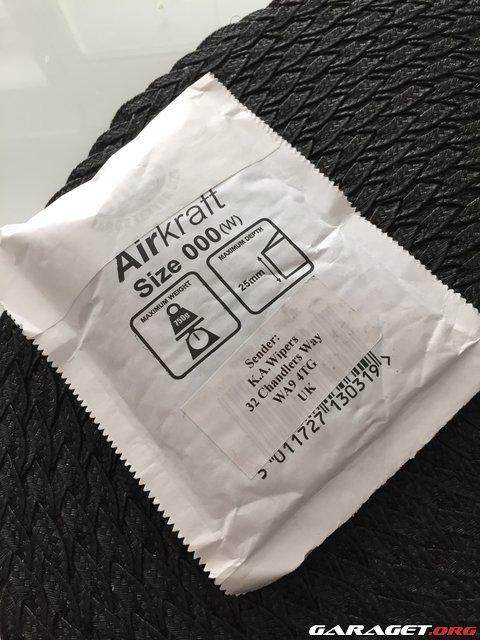 Airkraft
Size 000(W)
MAXIMUM WEIGHT
750g
MAXIMUM DEPTH
25mm
Sender:
K.A.Wipers
32 Chandlers Way
WA9 4TG
UK
5 "011727"130319 >
GARAGET.ORG